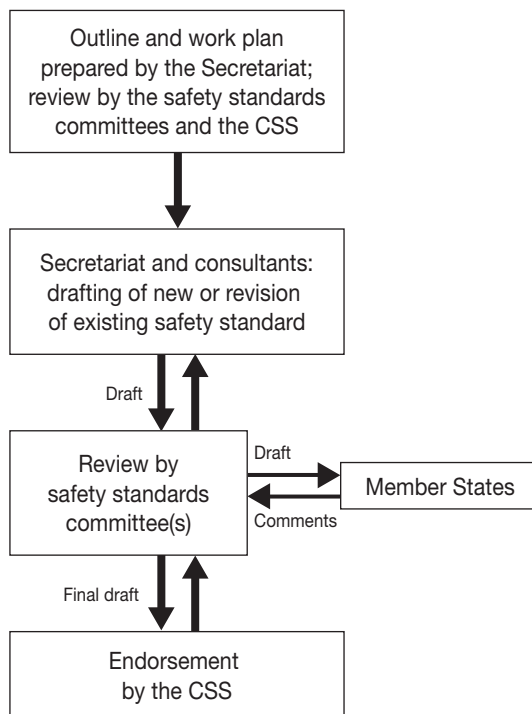 Outline and work plan
prepared by the Secretariat;
review by the safety standards
committees and the CSS
Secretariat and consultants:
drafting of new or revision
of existing safety standard
Draft
Review by
safety standards
committee(s)
Draft
Comments
Member States
Final draft
Endorsement
by the CSS